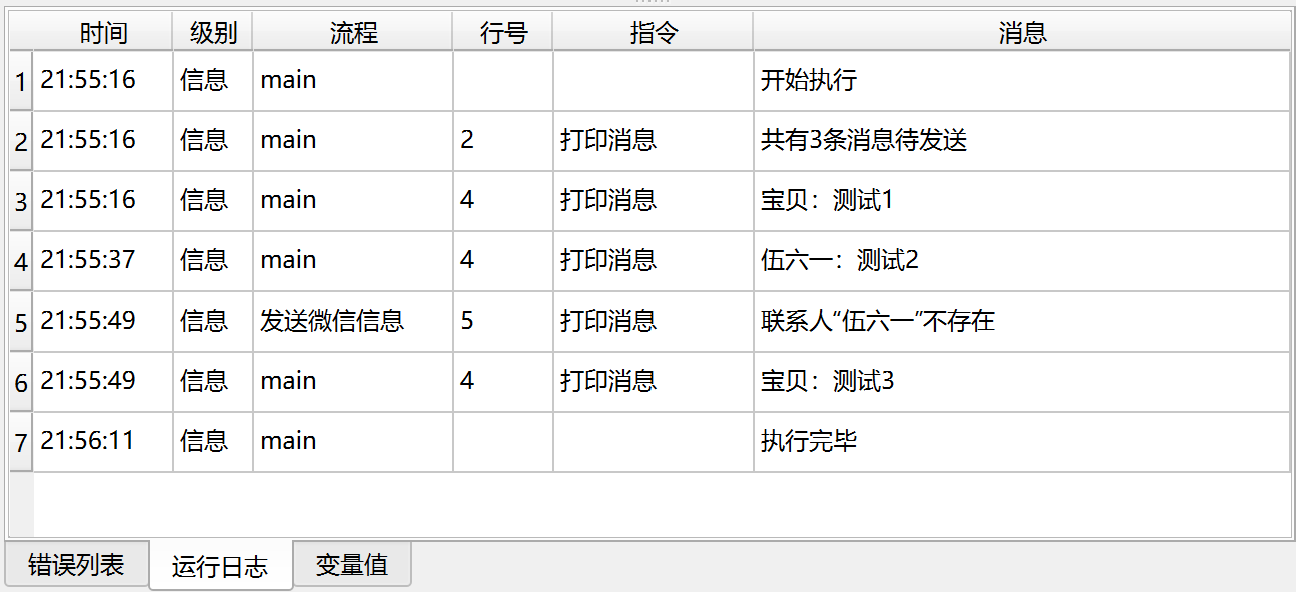 时间 级别 流程 行号 指令 消息
1 21:55:16 信息 main 开始执行
2 21:55:16 信息 main 2 打印消息 共有3条消息待发送
3 21:55:16 信息 main 4 打印消息 宝贝：测试1
4 21:55:37 信息 main 4 打印消息 伍六一：测试2
5 21:55:49 信息 发送微信信息 5 打印消息 联系人“伍六一”不存在
6 21:55:49 信息 main 4 打印消息 宝贝：测试3
7 21:56:11 信息 main 执行完毕
错误列表 运行日志 变量值